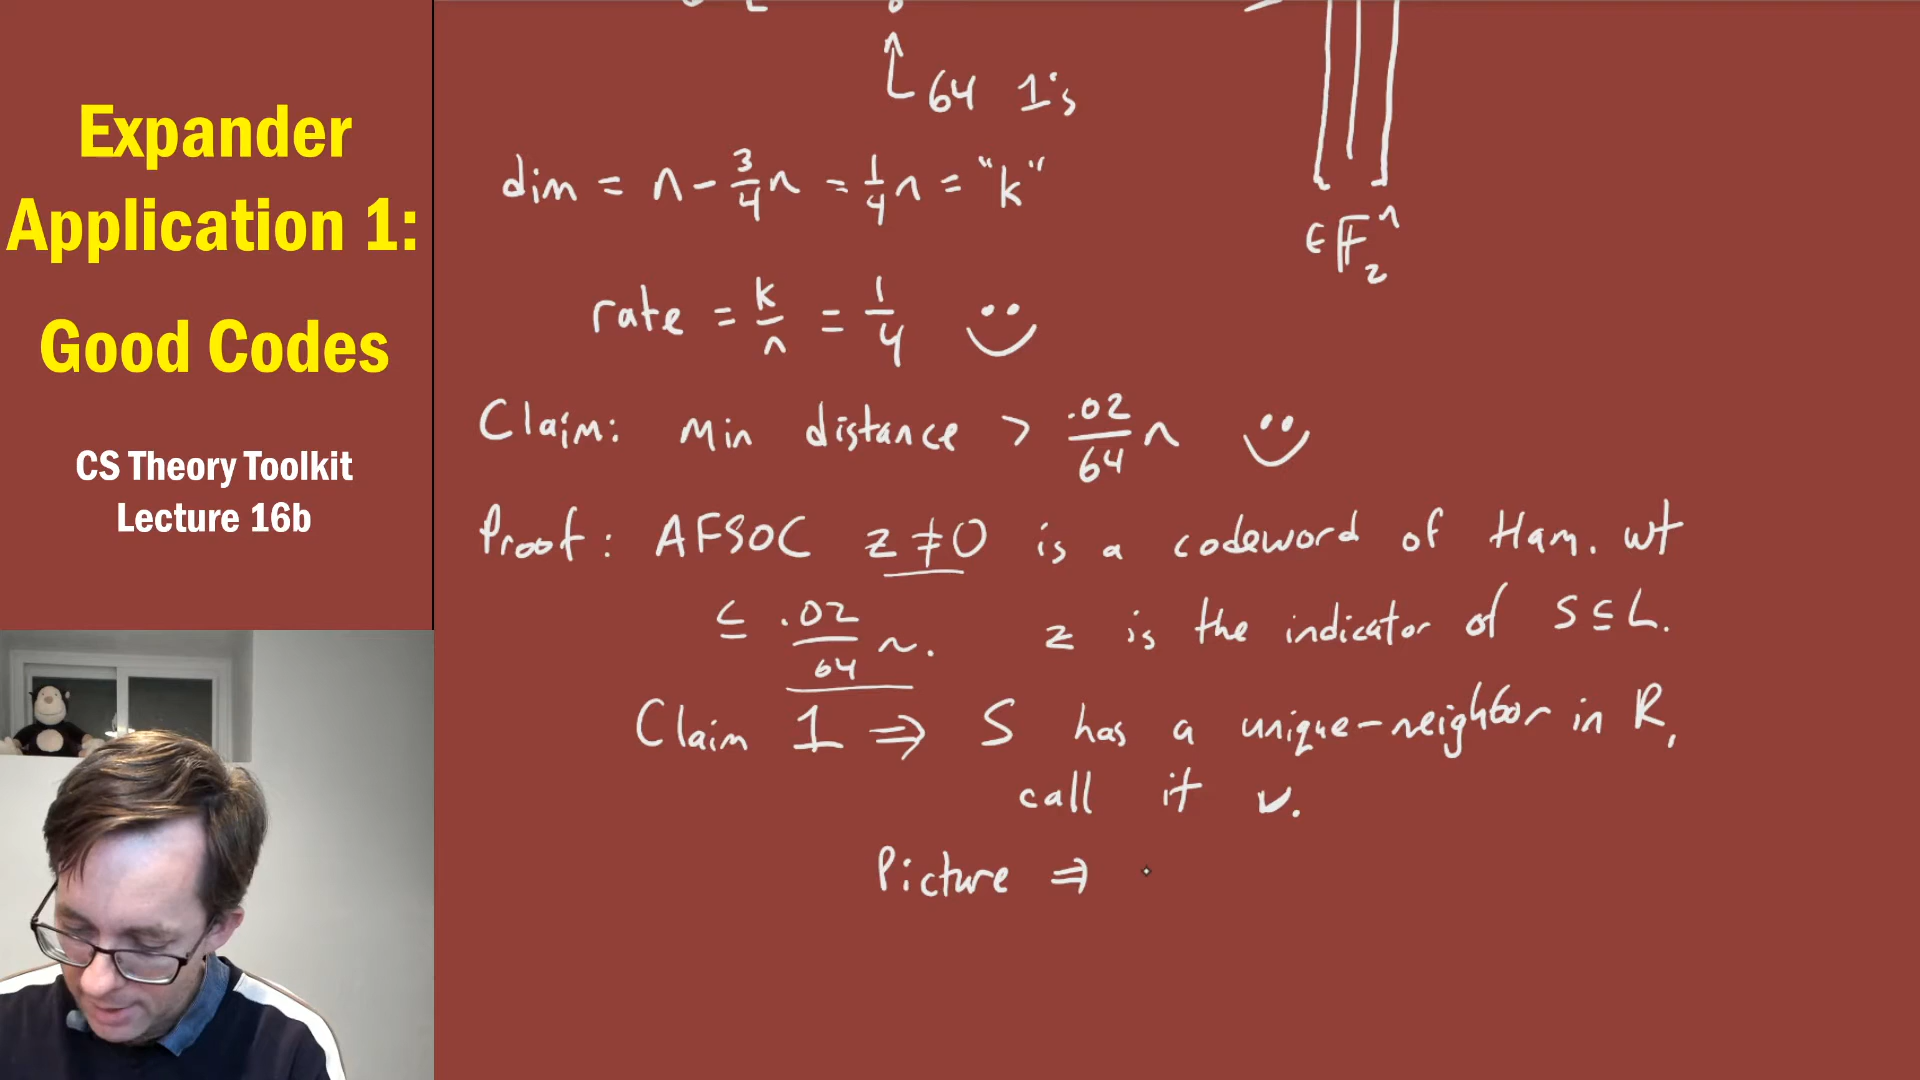 Expander
Application 1:
Good Codes
CS Theory Toolkit
Lecture 16b
64 1's
dim = n - 3/4 n = 1/4 n = "k"
∈ F₂ⁿ
rate = k/n = 1/4
Claim: Min distance > .02/64 n
Proof: AFSOC z ≠ 0 is a codeword of Ham. wt
≤ .02/64 n. z is the indicator of S ⊆ L.
Claim 1 ⇒ S has a unique-neighbor in R,
call it v.
Picture ⇒